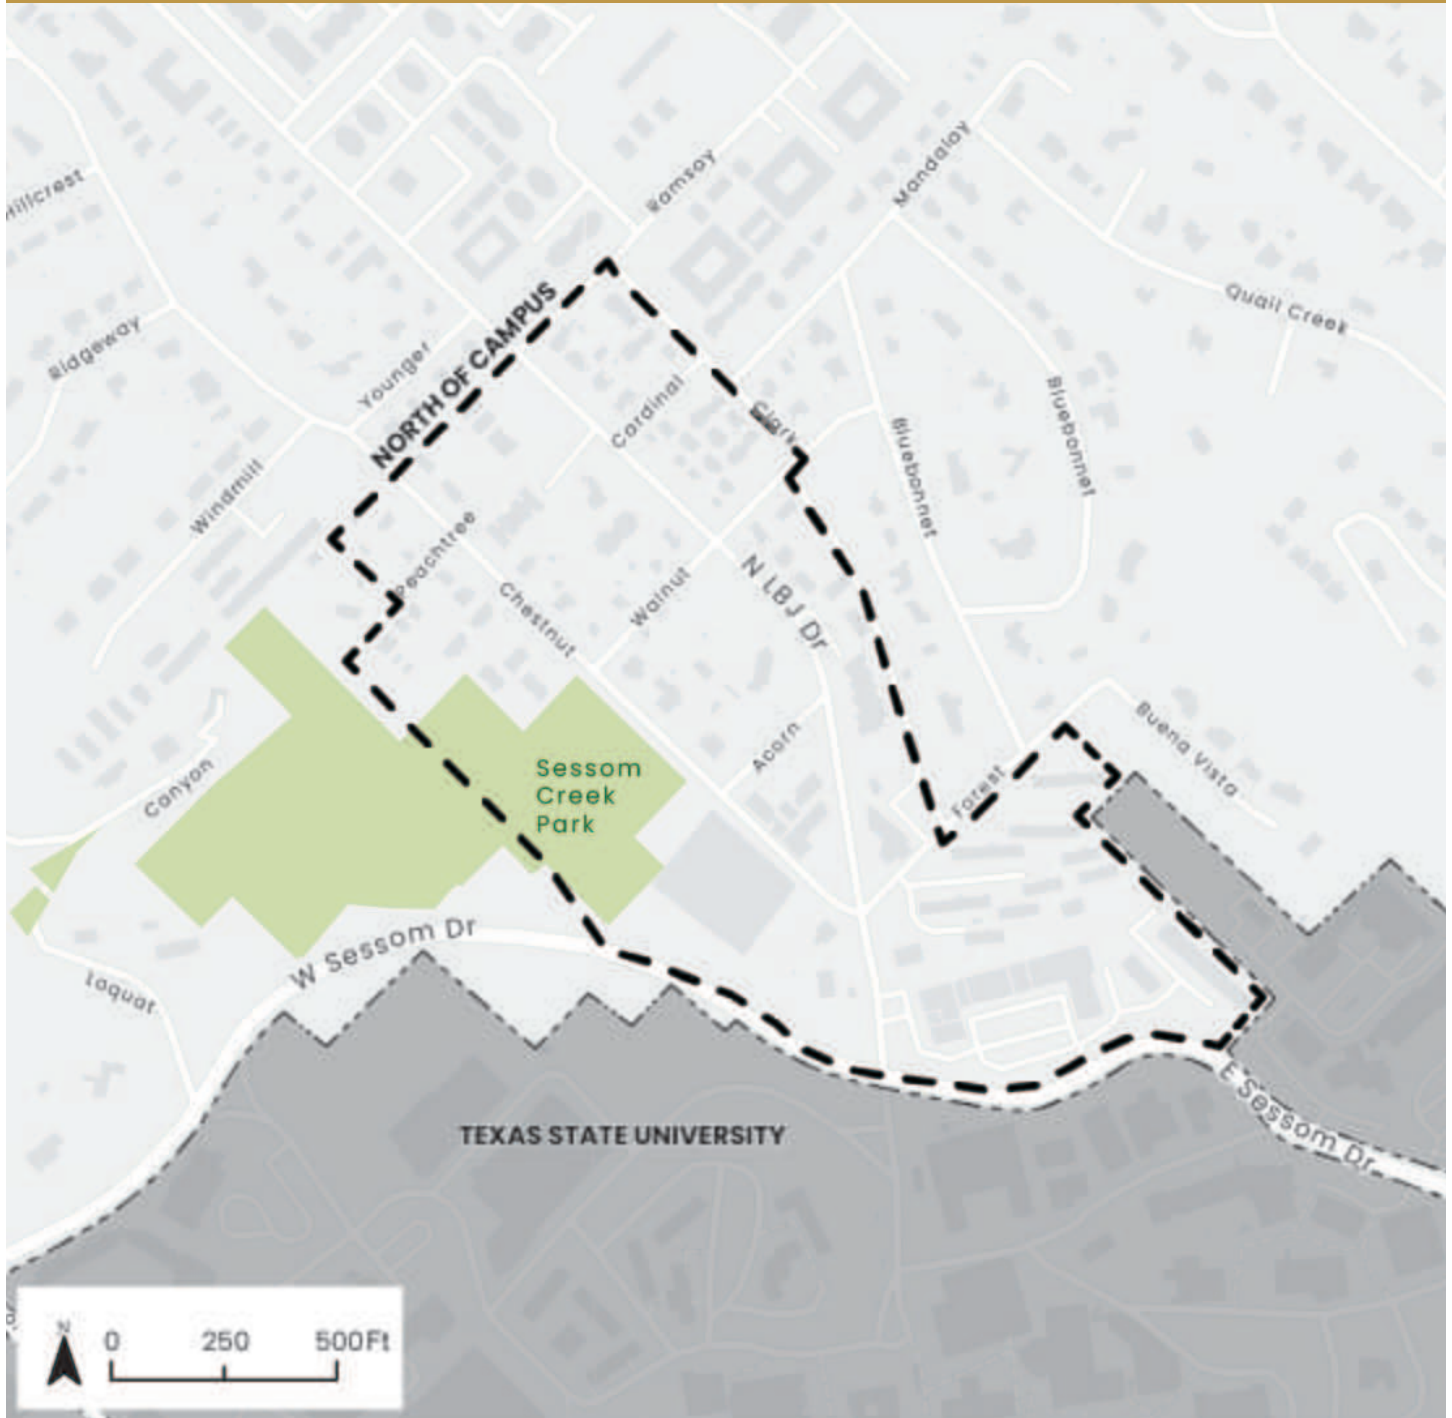 Ramsay
Mandalay
Hillcrest
Quail Creek
Ridgeway
Younger
NORTH OF CAMPUS
Cardinal
Clark
Bluebonnet
Bluebonnet
Windmill
Peachtree
Chestnut
Walnut
N LBJ Dr
Buena Vista
Acorn
Forest
Canyon
Sessom
Creek
Park
W Sessom Dr
Loquat
E Sessom Dr
TEXAS STATE UNIVERSITY
N
0 250 500Ft